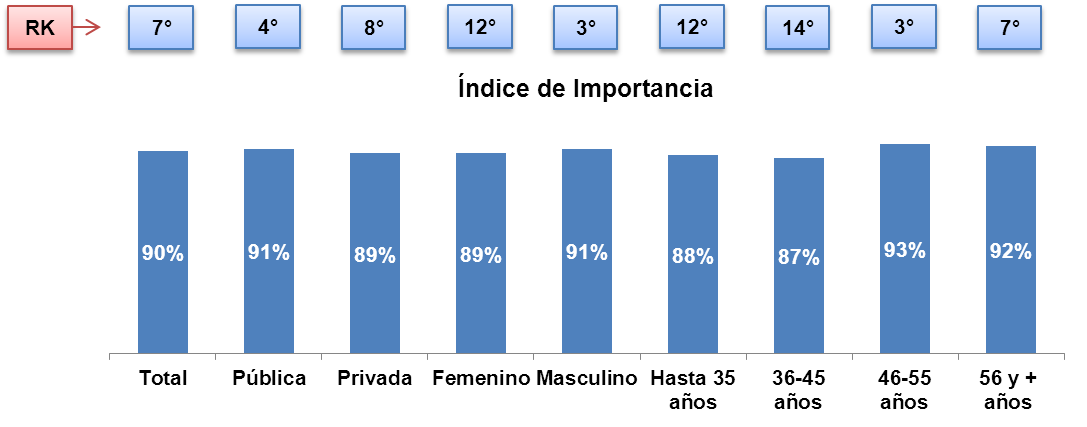 RK 7° 4° 8° 12° 3° 12° 14° 3° 7°
Índice de Importancia
90% 91% 89% 89% 91% 88% 87% 93% 92%
Total Pública Privada Femenino Masculino Hasta 35 36-45 46-55 56 y +
años años años años